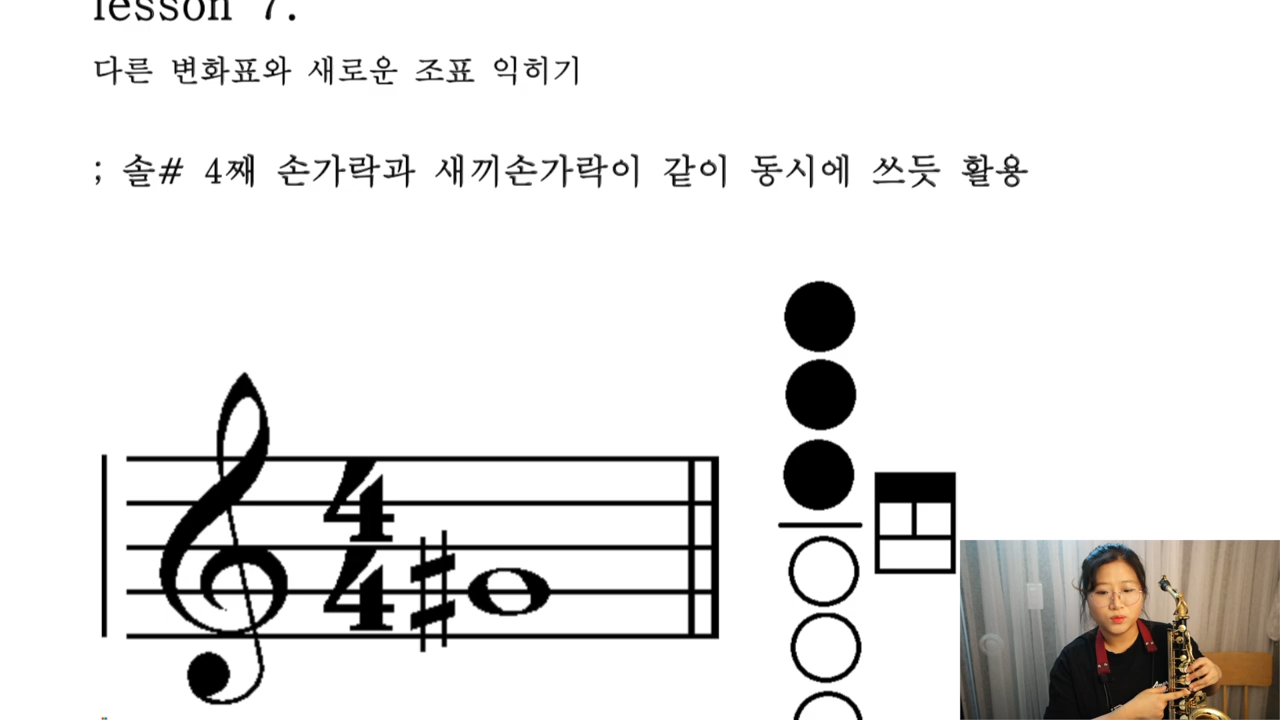 lesson 7.
다른 변화표와 새로운 조표 익히기
; 솔# 4째 손가락과 새끼손가락이 같이 동시에 쓰듯 활용
4
4